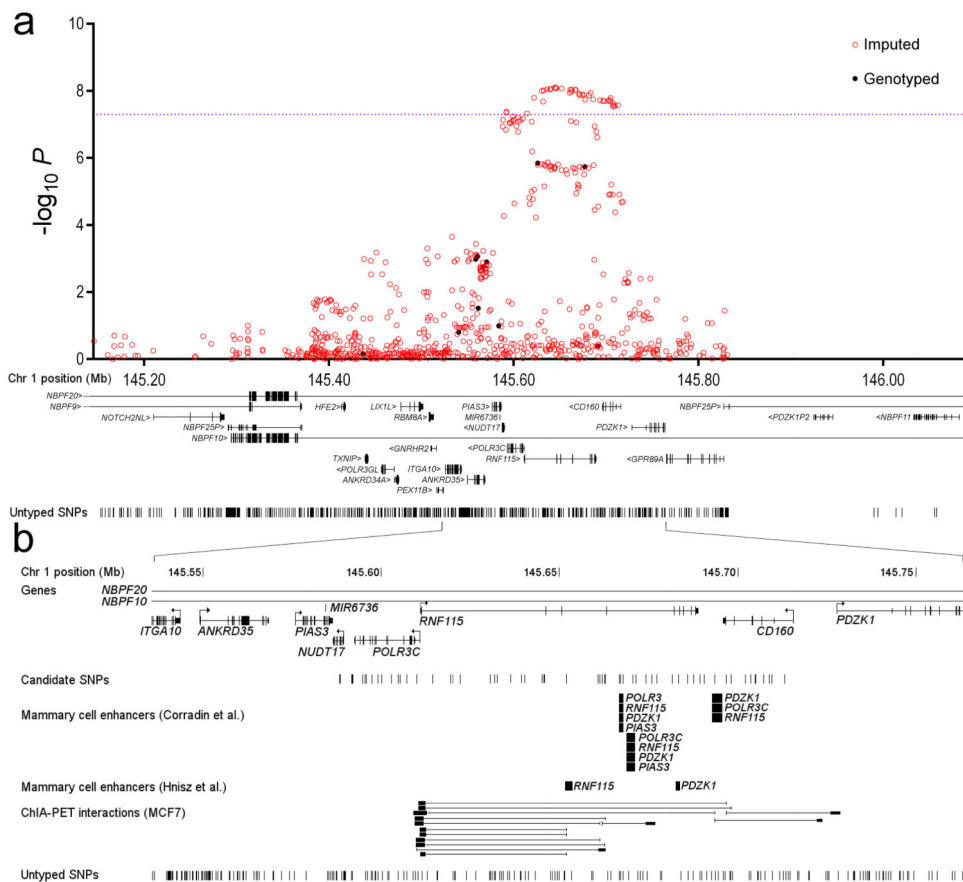 a
10
8
6
4
2
0
-log10 P
Imputed
Genotyped
Chr 1 position (Mb)
145.20
145.40
145.60
145.80
146.00
NBPF20>
NBPF9>
HFE2>
LIX1L>
PIAS3>
<CD160
NBPF25P>
<PDZK1P2
<NBPF11
NOTCH2NL>
RBM8A>
MIR6736>
NBPF25P>
<NUDT17
PDZK1>
NBPF10>
<GNRHR2
<POLR3C
TXNIP>
RNF115>
<GPR89A
<POLR3GL
ITGA10>
ANKRD34A>
ANKRD35>
PEX11B>
Untyped SNPs
b
Chr 1 position (Mb)
145.55
145.60
145.65
145.70
145.75
Genes
NBPF20
NBPF10
MIR6736
ITGA10
ANKRD35
PIAS3
RNF115
CD160
PDZK1
NUDT17
POLR3C
Candidate SNPs
Mammary cell enhancers (Corradin et al.)
POLR3
RNF115
PDZK1
PIAS3
POLR3C
RNF115
PDZK1
PIAS3
PDZK1
POLR3C
RNF115
Mammary cell enhancers (Hnisz et al.)
RNF115
PDZK1
ChIA-PET interactions (MCF7)
Untyped SNPs